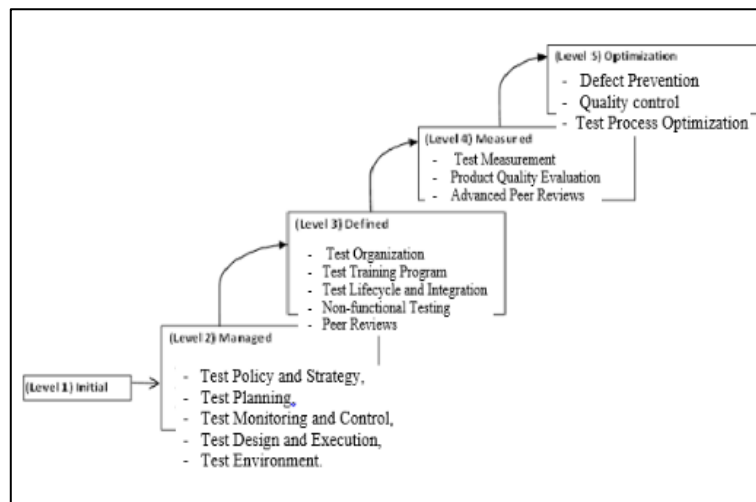 (Level 5) Optimization
- Defect Prevention
- Quality control
- Test Process Optimization
(Level 4) Measured
- Test Measurement
- Product Quality Evaluation
- Advanced Peer Reviews
(Level 3) Defined
- Test Organization
- Test Training Program
- Test Lifecycle and Integration
- Non-functional Testing
- Peer Reviews
(Level 2) Managed
- Test Policy and Strategy,
- Test Planning,
- Test Monitoring and Control,
- Test Design and Execution,
- Test Environment.
(Level 1) Initial